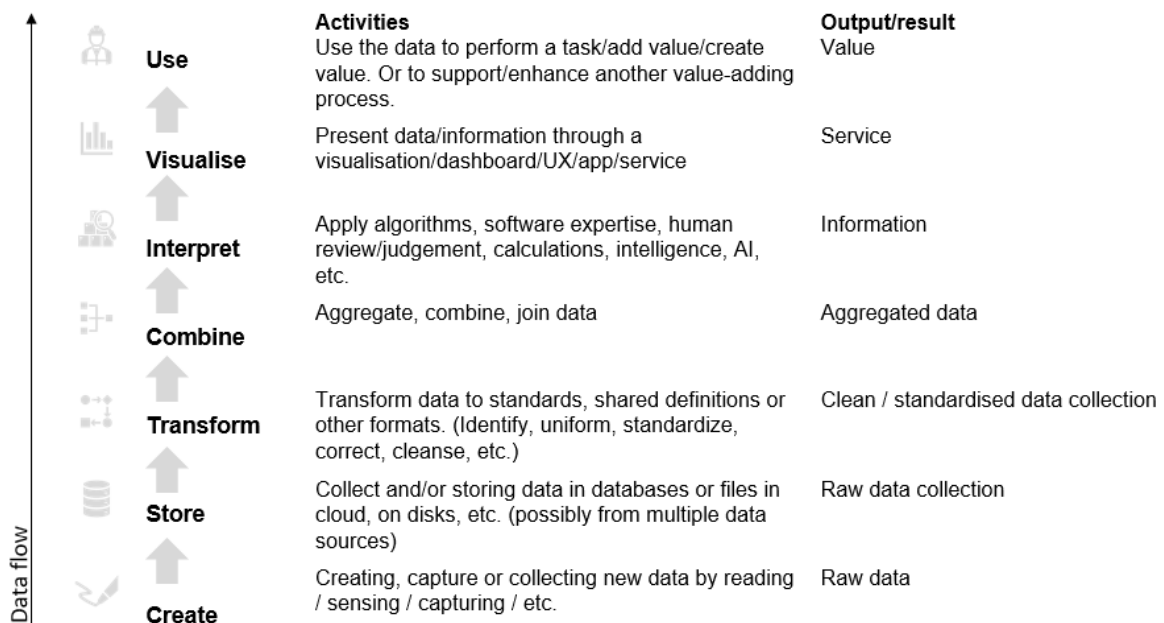 Activities
Output/result
Use
Use the data to perform a task/add value/create
value. Or to support/enhance another value-adding
process.
Value
Visualise
Present data/information through a
visualisation/dashboard/UX/app/service
Service
Interpret
Apply algorithms, software expertise, human
review/judgement, calculations, intelligence, AI,
etc.
Information
Combine
Aggregate, combine, join data
Aggregated data
Transform
Transform data to standards, shared definitions or
other formats. (Identify, uniform, standardize,
correct, cleanse, etc.)
Clean / standardised data collection
Store
Collect and/or storing data in databases or files in
cloud, on disks, etc. (possibly from multiple data
sources)
Raw data collection
Create
Creating, capture or collecting new data by reading
/ sensing / capturing / etc.
Raw data
Data flow